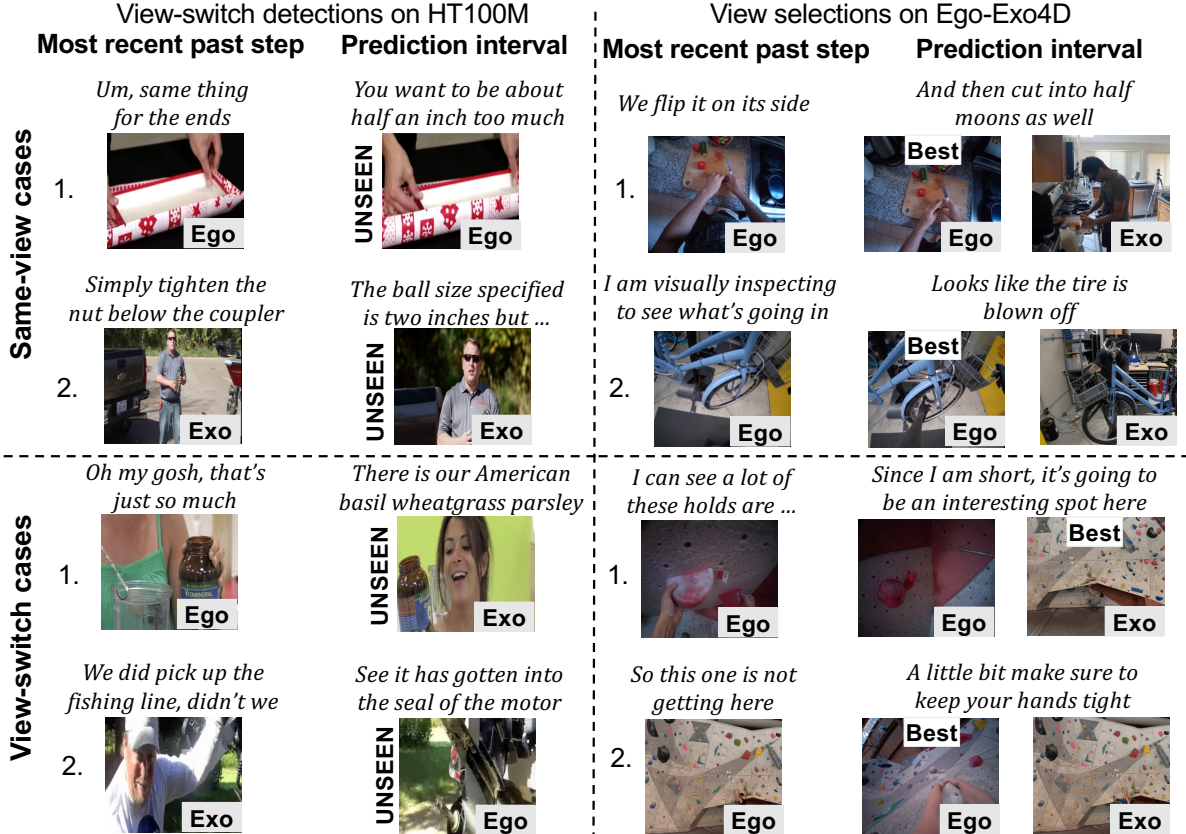 View-switch detections on HT100M
View selections on Ego-Exo4D
Most recent past step
Prediction interval
Most recent past step
Prediction interval
Same-view cases
1.
Um, same thing
for the ends
Ego
You want to be about
half an inch too much
UNSEEN
Ego
1.
We flip it on its side
Ego
And then cut into half
moons as well
Best
Ego
Exo
2.
Simply tighten the
nut below the coupler
Exo
The ball size specified
is two inches but ...
UNSEEN
Exo
2.
I am visually inspecting
to see what's going in
Ego
Looks like the tire is
blown off
Best
Ego
Exo
View-switch cases
1.
Oh my gosh, that's
just so much
VITAMINERAL
Ego
There is our American
basil wheatgrass parsley
UNSEEN
Exo
1.
I can see a lot of
these holds are ...
Ego
Since I am short, it's going to
be an interesting spot here
Ego
Best
Exo
2.
We did pick up the
fishing line, didn't we
Exo
See it has gotten into
the seal of the motor
UNSEEN
Ego
2.
So this one is not
getting here
Ego
A little bit make sure to
keep your hands tight
Best
Ego
Exo